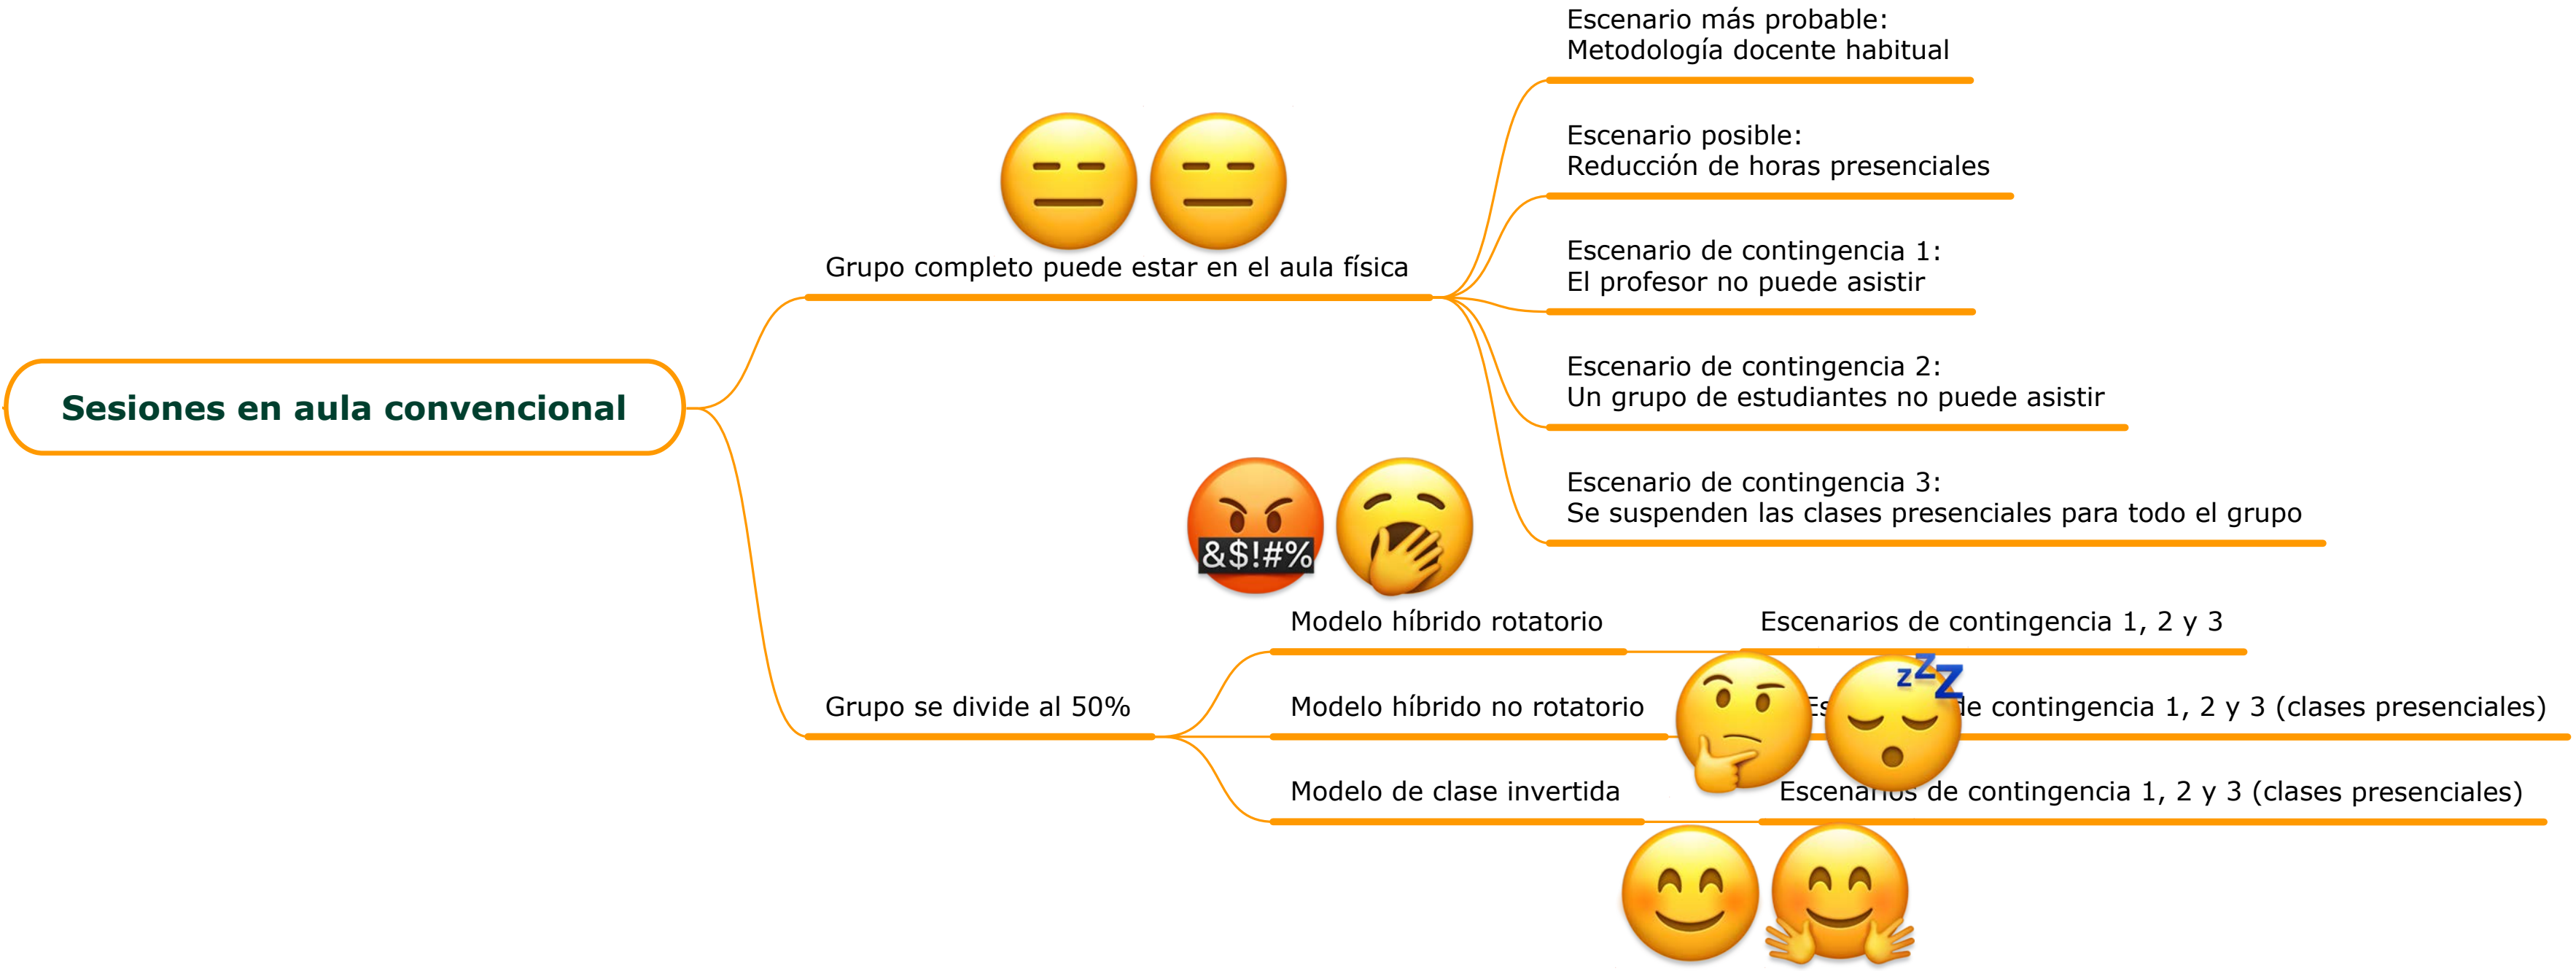 Sesiones en aula convencional
Grupo completo puede estar en el aula física
Escenario más probable:
Metodología docente habitual
Escenario posible:
Reducción de horas presenciales
Escenario de contingencia 1:
El profesor no puede asistir
Escenario de contingencia 2:
Un grupo de estudiantes no puede asistir
Escenario de contingencia 3:
Se suspenden las clases presenciales para todo el grupo
&$!#%
Grupo se divide al 50%
Modelo híbrido rotatorio
Escenarios de contingencia 1, 2 y 3
zzZ
Modelo híbrido no rotatorio
de contingencia 1, 2 y 3 (clases presenciales)
Modelo de clase invertida
Escenarios de contingencia 1, 2 y 3 (clases presenciales)